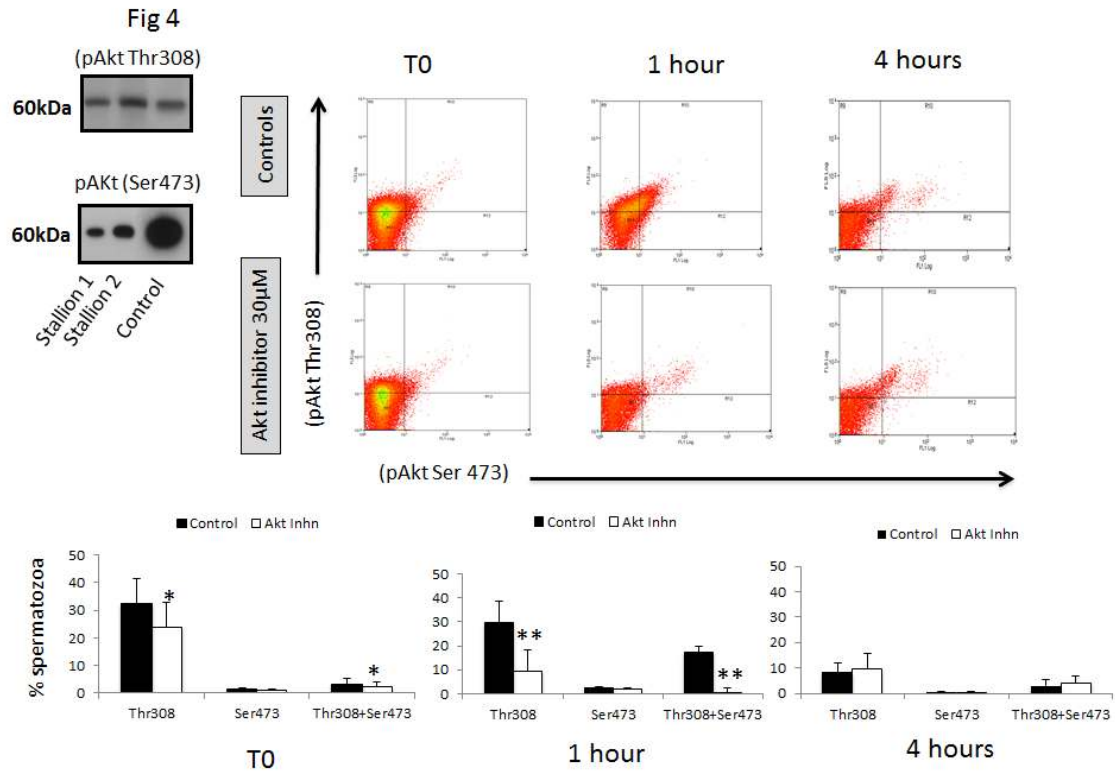 Fig 4
(pAkt Thr308)
60kDa
pAKt (Ser473)
60kDa
Stallion 1
Stallion 2
Control
T0
1 hour
4 hours
Controls
Akt inhibitor 30μM
(pAkt Thr308)
(pAkt Ser 473)
% spermatozoa
■ Control □ Akt Inhn
50
40
30
20
10
0
*
*
Thr308 Ser473 Thr308+Ser473
T0
■ Control □ Akt Inhn
50
40
30
20
10
0
**
**
Thr308 Ser473 Thr308+Ser473
1 hour
■ Control □ Akt Inhn
50
40
30
20
10
0
Thr308 Ser473 Thr308+Ser473
4 hours